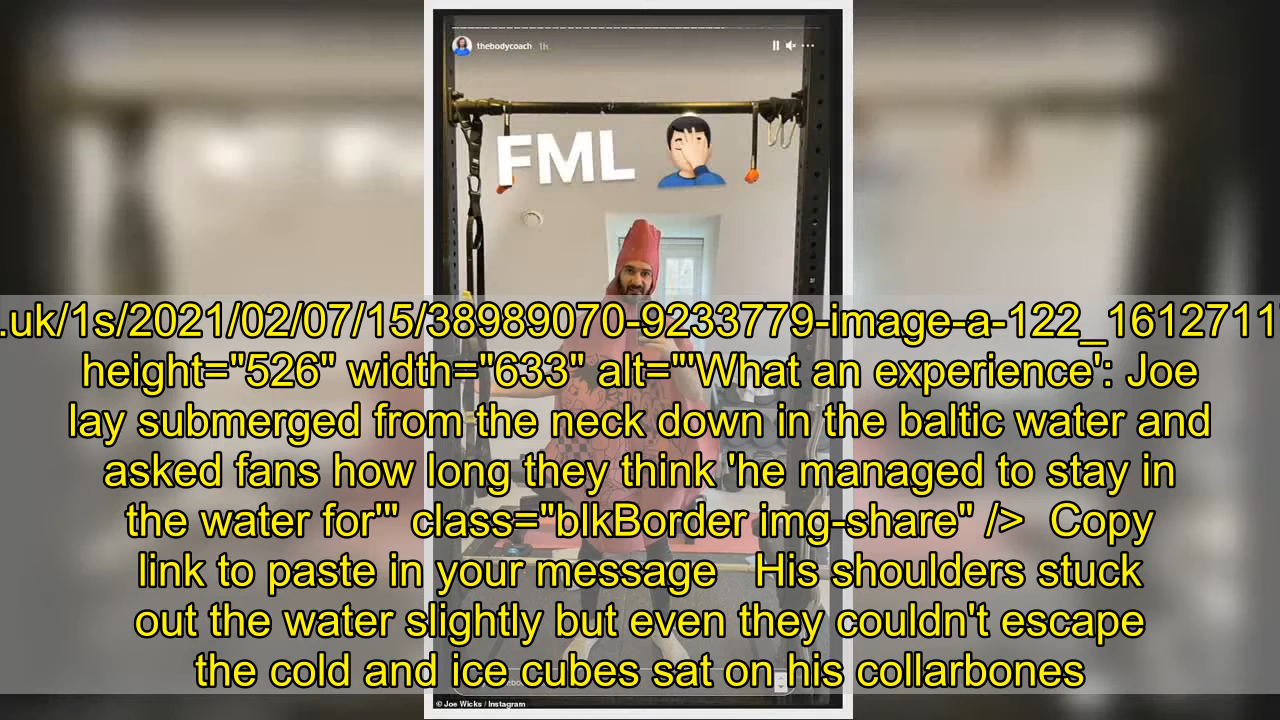 thebodycoach 1h
FML
.uk/1s/2021/02/07/15/38989070-9233779-image-a-122_1612711
height="526" width="633" alt="'What an experience': Joe
lay submerged from the neck down in the baltic water and
asked fans how long they think 'he managed to stay in
the water for'" class="blkBorder img-share" /> Copy
link to paste in your message His shoulders stuck
out the water slightly but even they couldn't escape
the cold and ice cubes sat on his collarbones
© Joe Wicks / Instagram